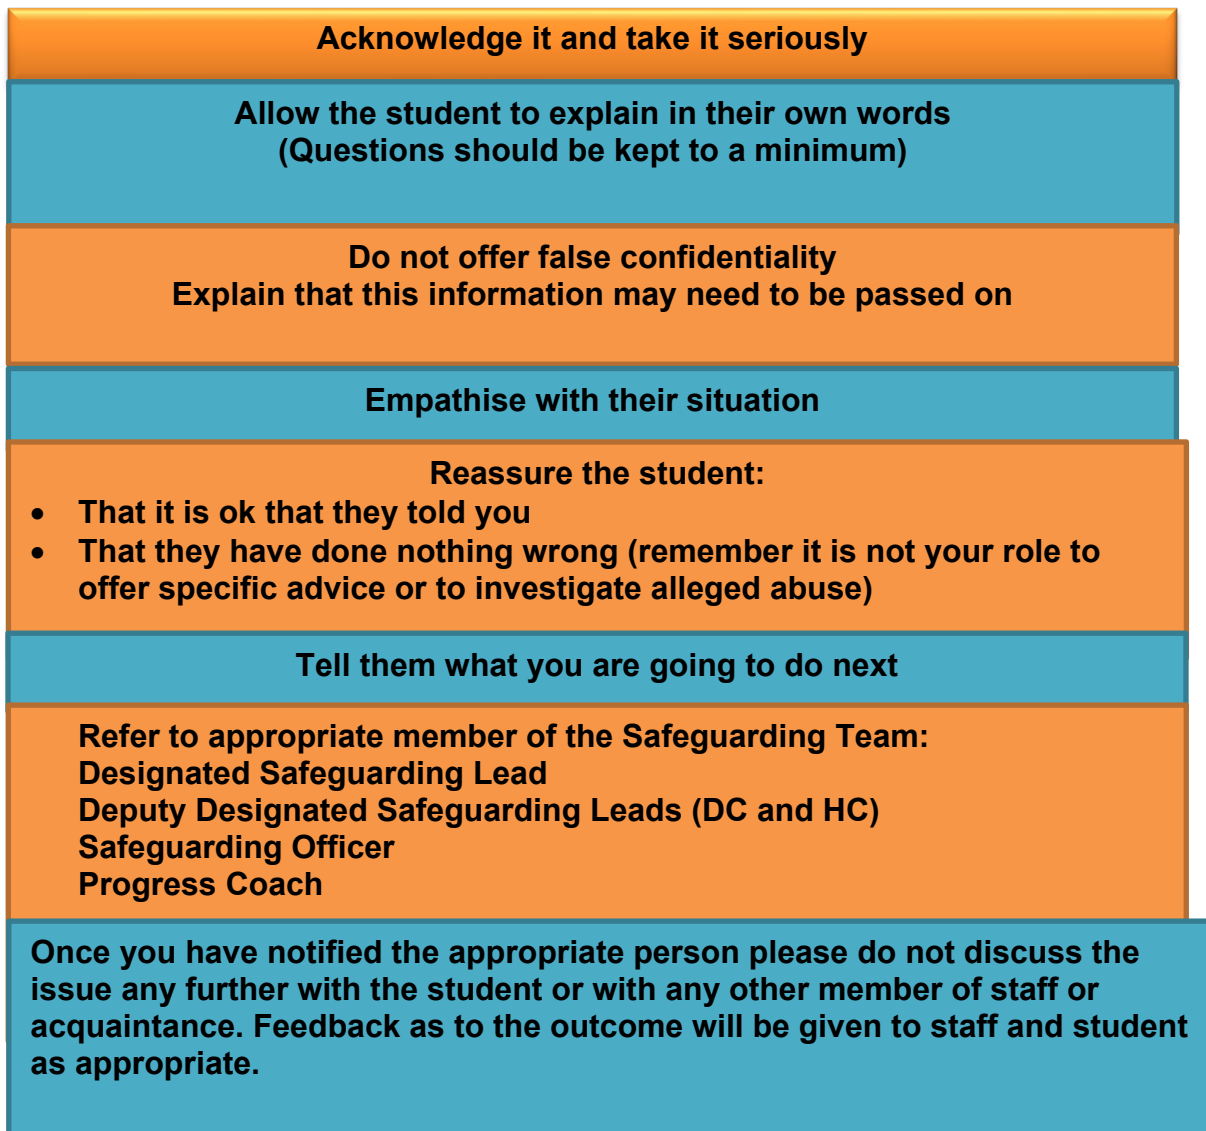 Acknowledge it and take it seriously
Allow the student to explain in their own words
(Questions should be kept to a minimum)
Do not offer false confidentiality
Explain that this information may need to be passed on
Empathise with their situation
Reassure the student:
• That it is ok that they told you
• That they have done nothing wrong (remember it is not your role to
offer specific advice or to investigate alleged abuse)
Tell them what you are going to do next
Refer to appropriate member of the Safeguarding Team:
Designated Safeguarding Lead
Deputy Designated Safeguarding Leads (DC and HC)
Safeguarding Officer
Progress Coach
Once you have notified the appropriate person please do not discuss the
issue any further with the student or with any other member of staff or
acquaintance. Feedback as to the outcome will be given to staff and student
as appropriate.